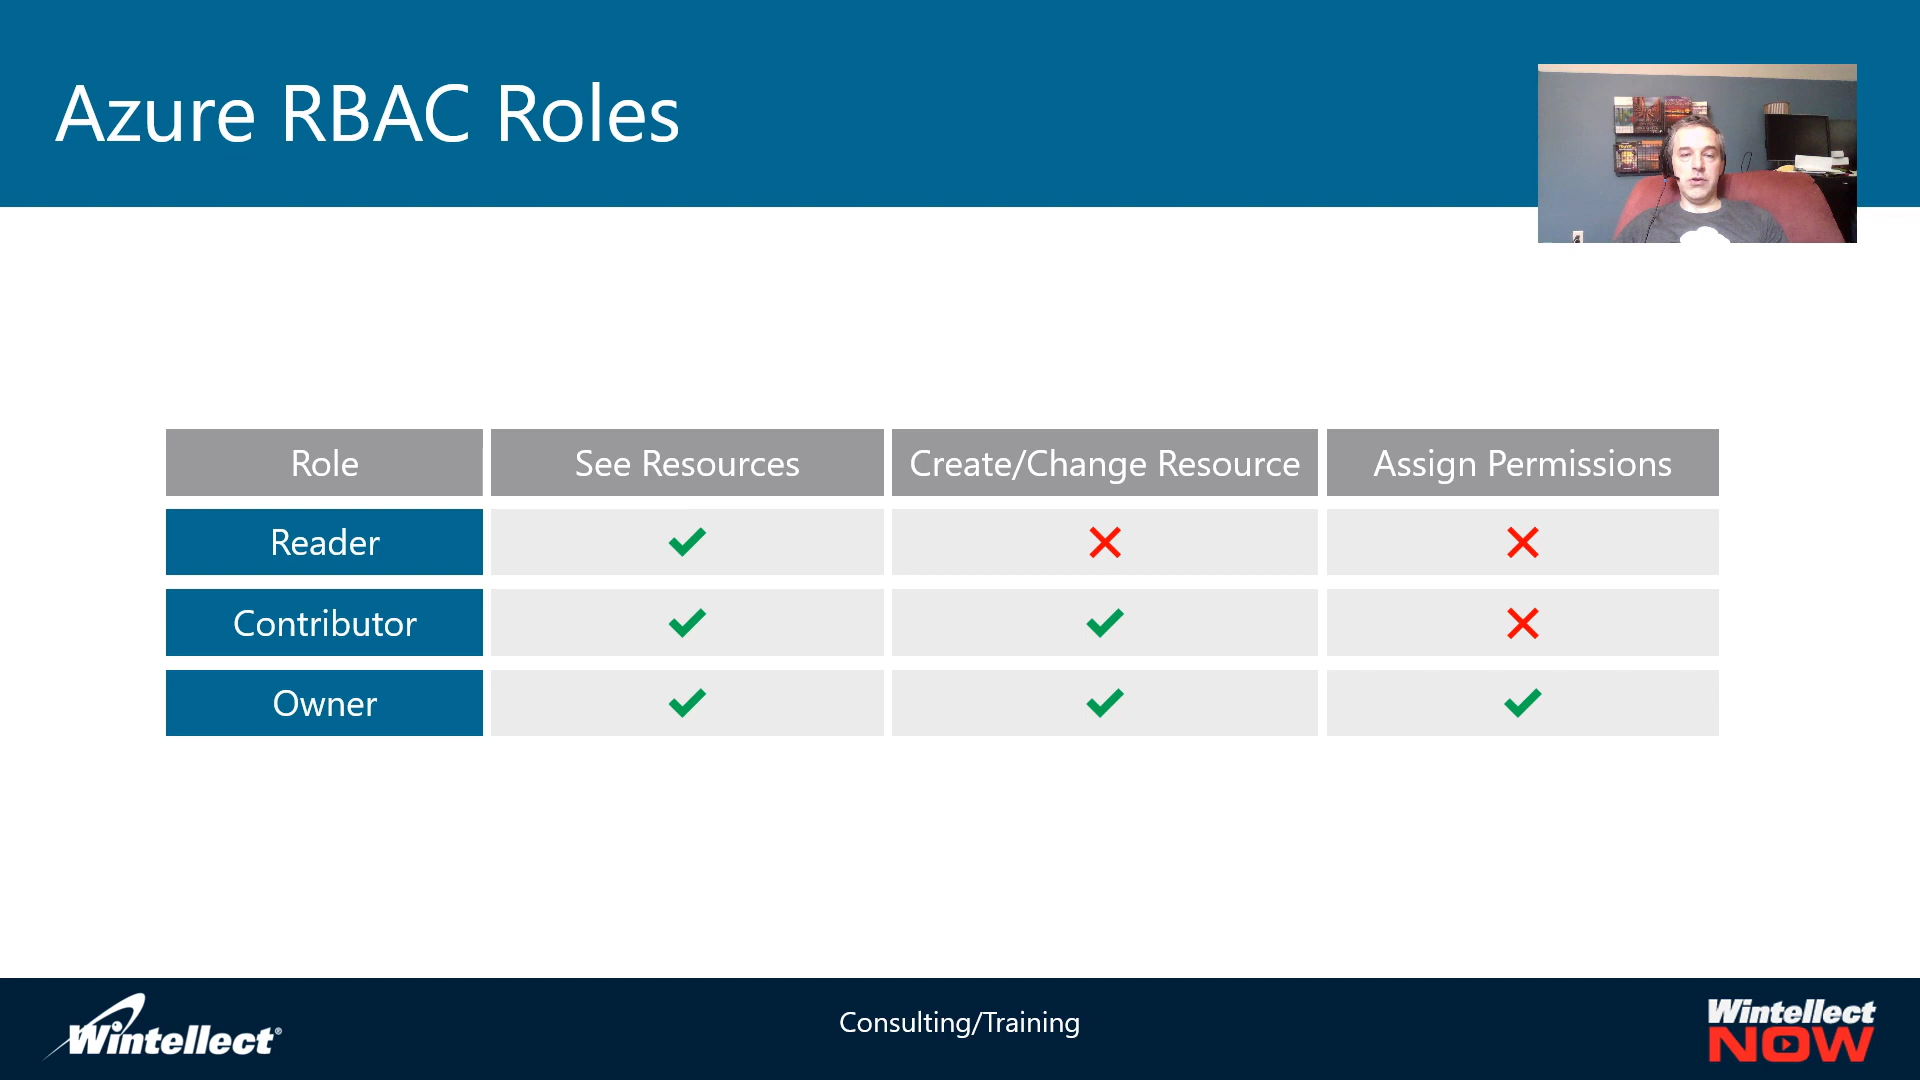 Azure RBAC Roles
Role See Resources Create/Change Resource Assign Permissions
Reader
Contributor
Owner
Wintellect®
Consulting/Training
Wintellect
NOW